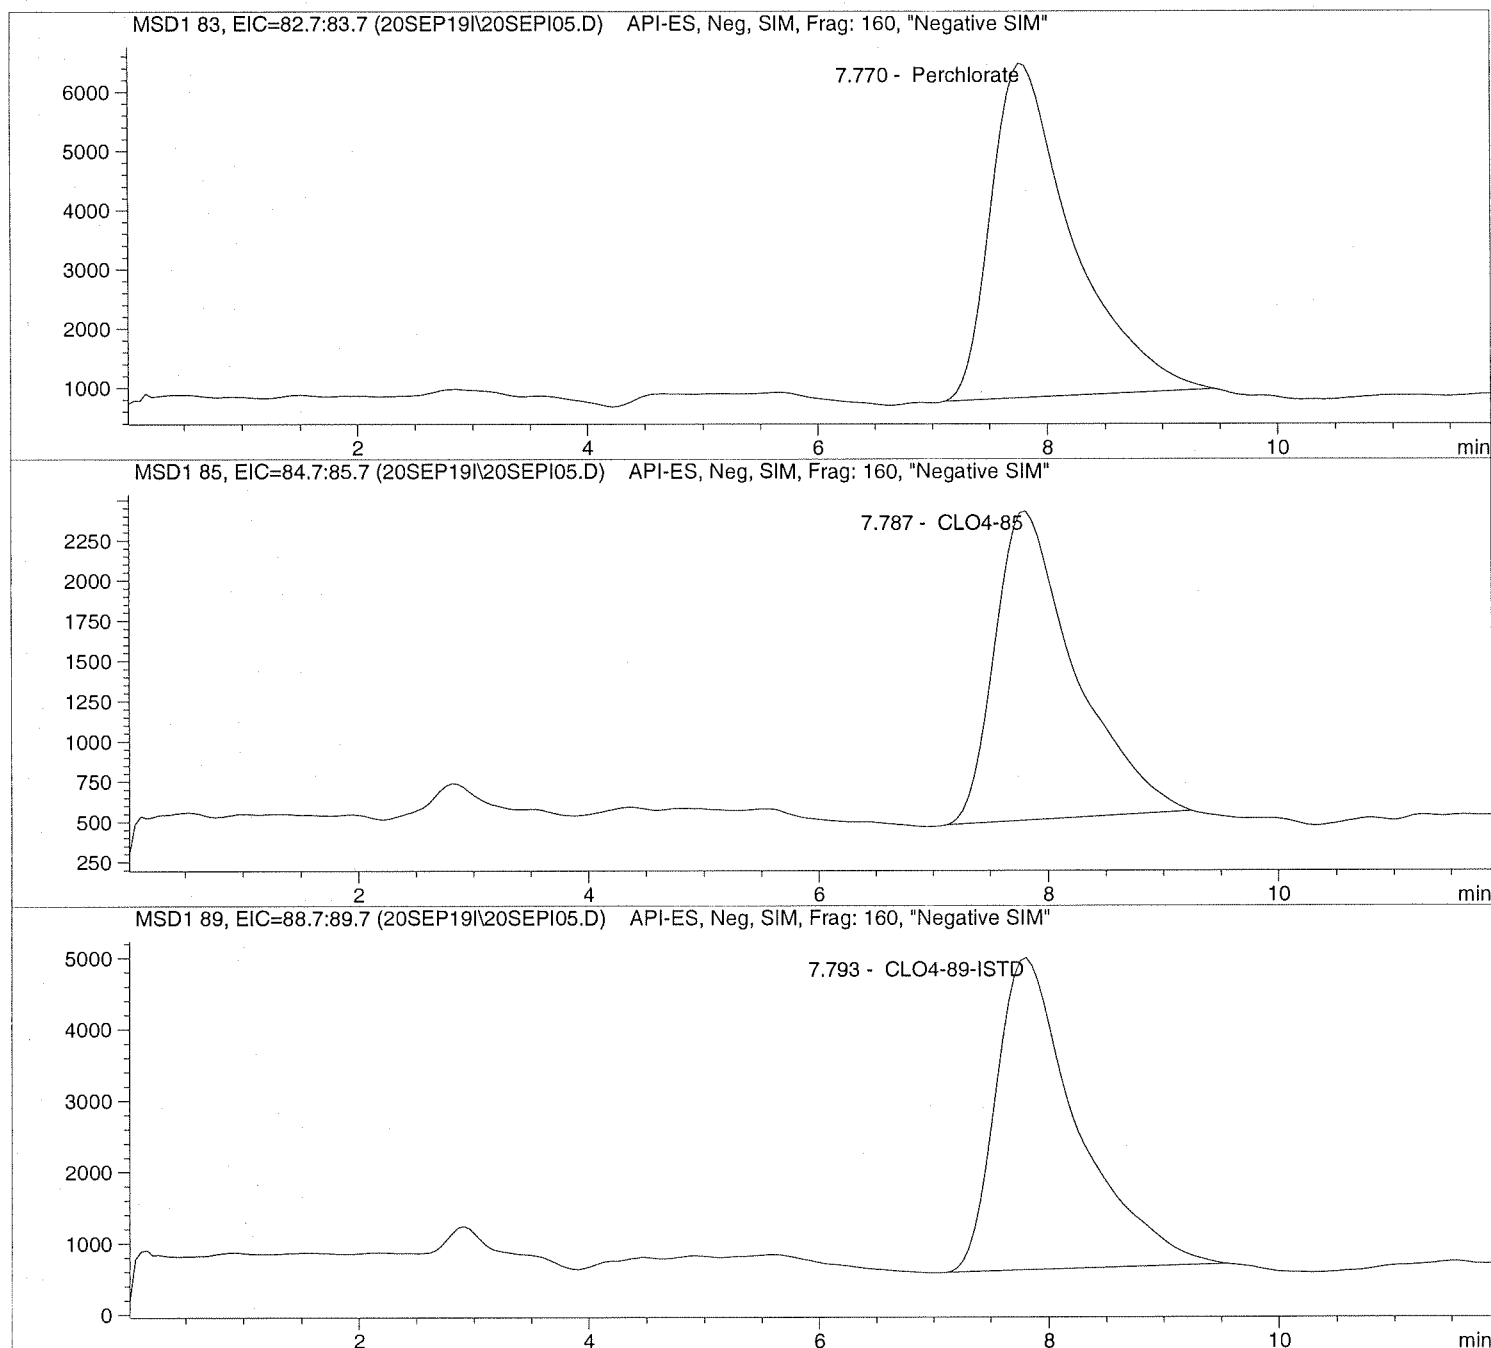 MSD1 83, EIC=82.7:83.7 (20SEP19I\20SEPI05.D) API-ES, Neg, SIM, Frag: 160, "Negative SIM"
7.770 - Perchlorate
6000
5000
4000
3000
2000
1000
2 4 6 8 10 min
MSD1 85, EIC=84.7:85.7 (20SEP19I\20SEPI05.D) API-ES, Neg, SIM, Frag: 160, "Negative SIM"
7.787 - CLO4-85
2250
2000
1750
1500
1250
1000
750
500
250
2 4 6 8 10 min
MSD1 89, EIC=88.7:89.7 (20SEP19I\20SEPI05.D) API-ES, Neg, SIM, Frag: 160, "Negative SIM"
7.793 - CLO4-89-ISTD
5000
4000
3000
2000
1000
0
2 4 6 8 10 min